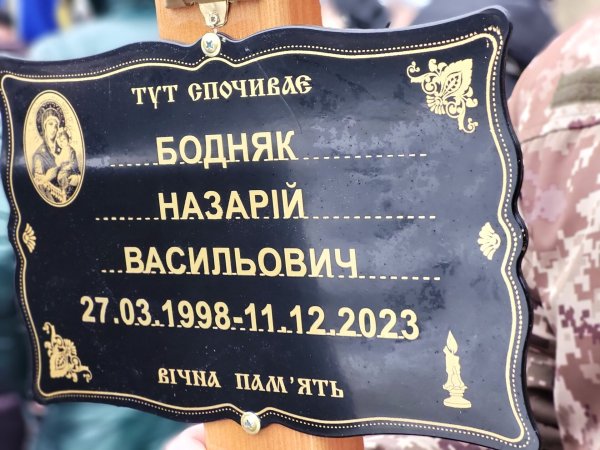 ТУТ СПОЧИВАЄ
БОДНЯК
НАЗАРІЙ
ВАСИЛЬОВИЧ
27.03.1998-11.12.2023
ВІЧНА ПАМ'ЯТЬ